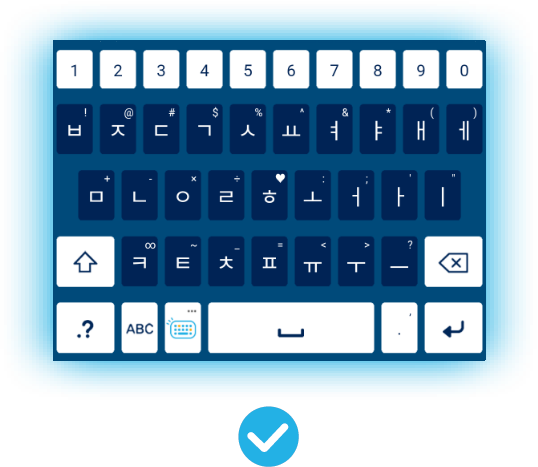 1 2 3 4 5 6 7 8 9 0
! @ # $ % ^ & * ( )
ㅂ ㅈ ㄷ ㄱ ㅅ ㅛ ㅕ ㅑ ㅐ ㅔ
+ - × ÷ ♥ : ; ' "
ㅁ ㄴ ㅇ ㄹ ㅎ ㅗ ㅓ ㅏ ㅣ
∞ ~ _ = < > ?
ㅋ ㅌ ㅊ ㅍ ㅠ ㅜ ㅡ
... ,
.? ABC .